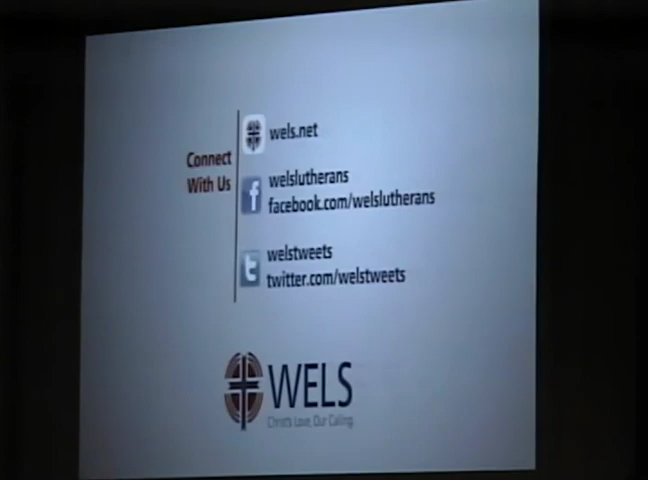 Connect
With Us
wels.net
welslutherans
facebook.com/welslutherans
welstweets
twitter.com/welstweets
WELS
Christ's Love, Our Calling.